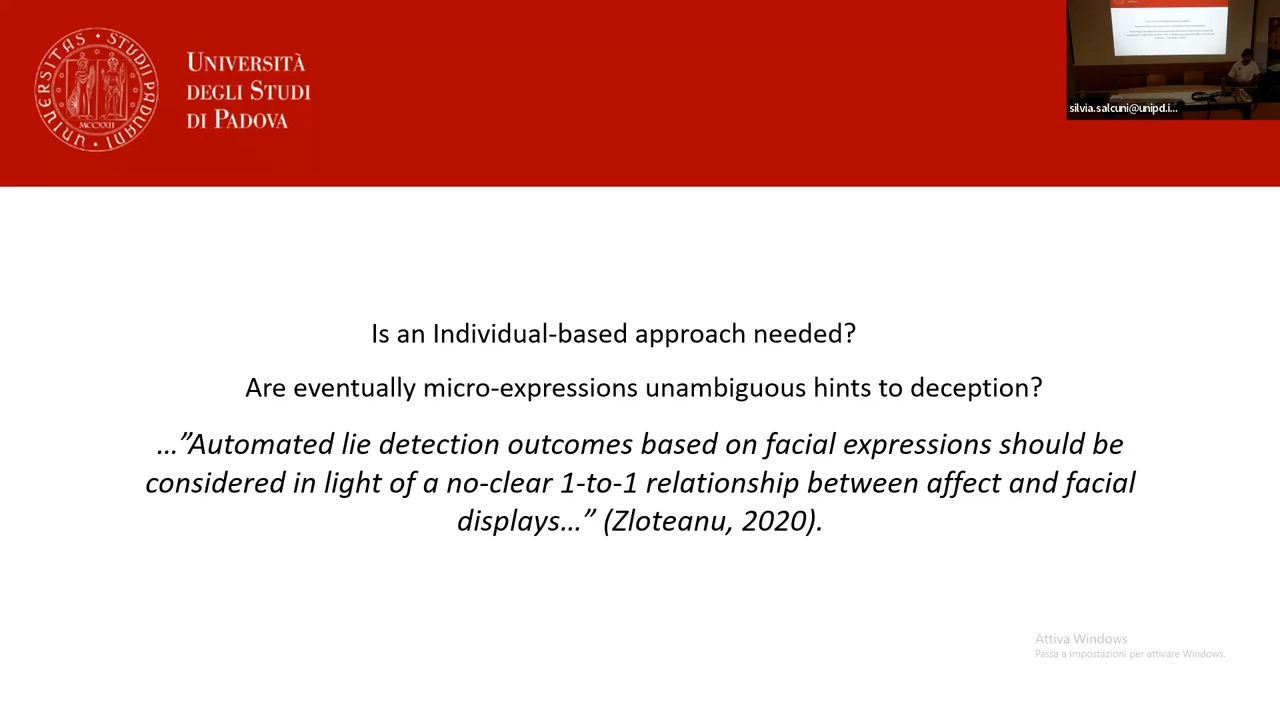 UNIVERSITAS STUDII PADUANI
MCCXXII
UNIVERSITÀ
DEGLI STUDI
DI PADOVA
silvia.salcuni@unipd.i...
Is an Individual-based approach needed?
Are eventually micro-expressions unambiguous hints to deception?
...”Automated lie detection outcomes based on facial expressions should be
considered in light of a no-clear 1-to-1 relationship between affect and facial
displays...” (Zloteanu, 2020).
Attiva Windows
Passa a Impostazioni per attivare Windows.